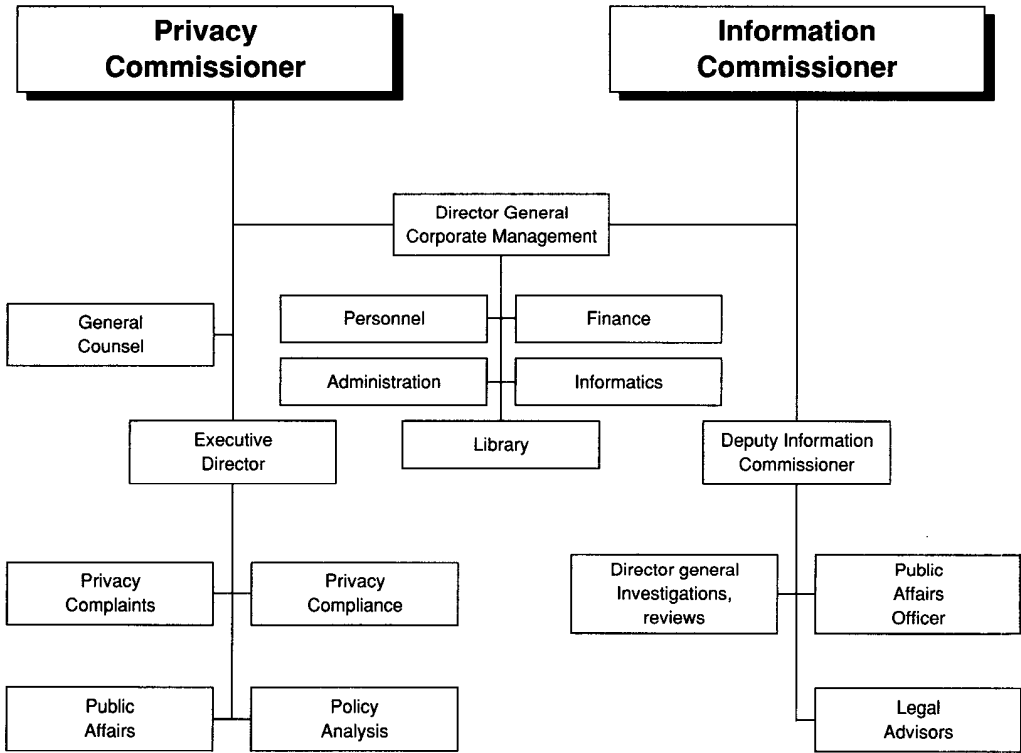 Privacy
Commissioner
Information
Commissioner
Director General
Corporate Management
General
Counsel
Personnel
Finance
Administration
Informatics
Library
Executive
Director
Deputy Information
Commissioner
Privacy
Complaints
Privacy
Compliance
Director general
Investigations,
reviews
Public
Affairs
Officer
Public
Affairs
Policy
Analysis
Legal
Advisors